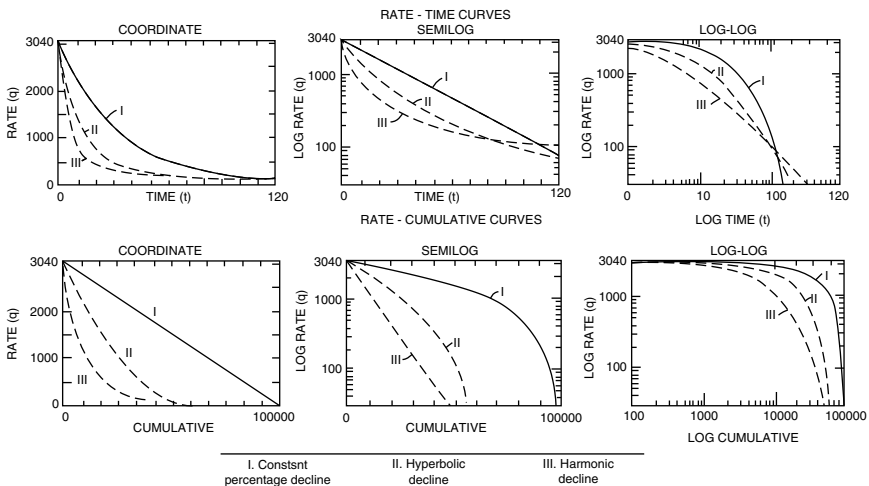 RATE - TIME CURVES
COORDINATE
SEMILOG
LOG-LOG
3040
2000
1000
0
RATE (q)
I
II
III
0
TIME (t)
120
3040
1000
100
LOG RATE (q)
I
II
III
0
TIME (t)
120
3040
1000
100
LOG RATE (q)
I
II
III
0
10
100
120
LOG TIME (t)
RATE - CUMULATIVE CURVES
COORDINATE
SEMILOG
LOG-LOG
3040
2000
1000
0
RATE (q)
I
II
III
0
100000
CUMULATIVE
3040
1000
100
LOG RATE (q)
I
II
III
0
100000
CUMULATIVE
3040
1000
100
LOG RATE (q)
I
II
III
100
1000
10000
100000
LOG CUMULATIVE
I. Constsnt
percentage decline
II. Hyperbolic
decline
III. Harmonic
decline